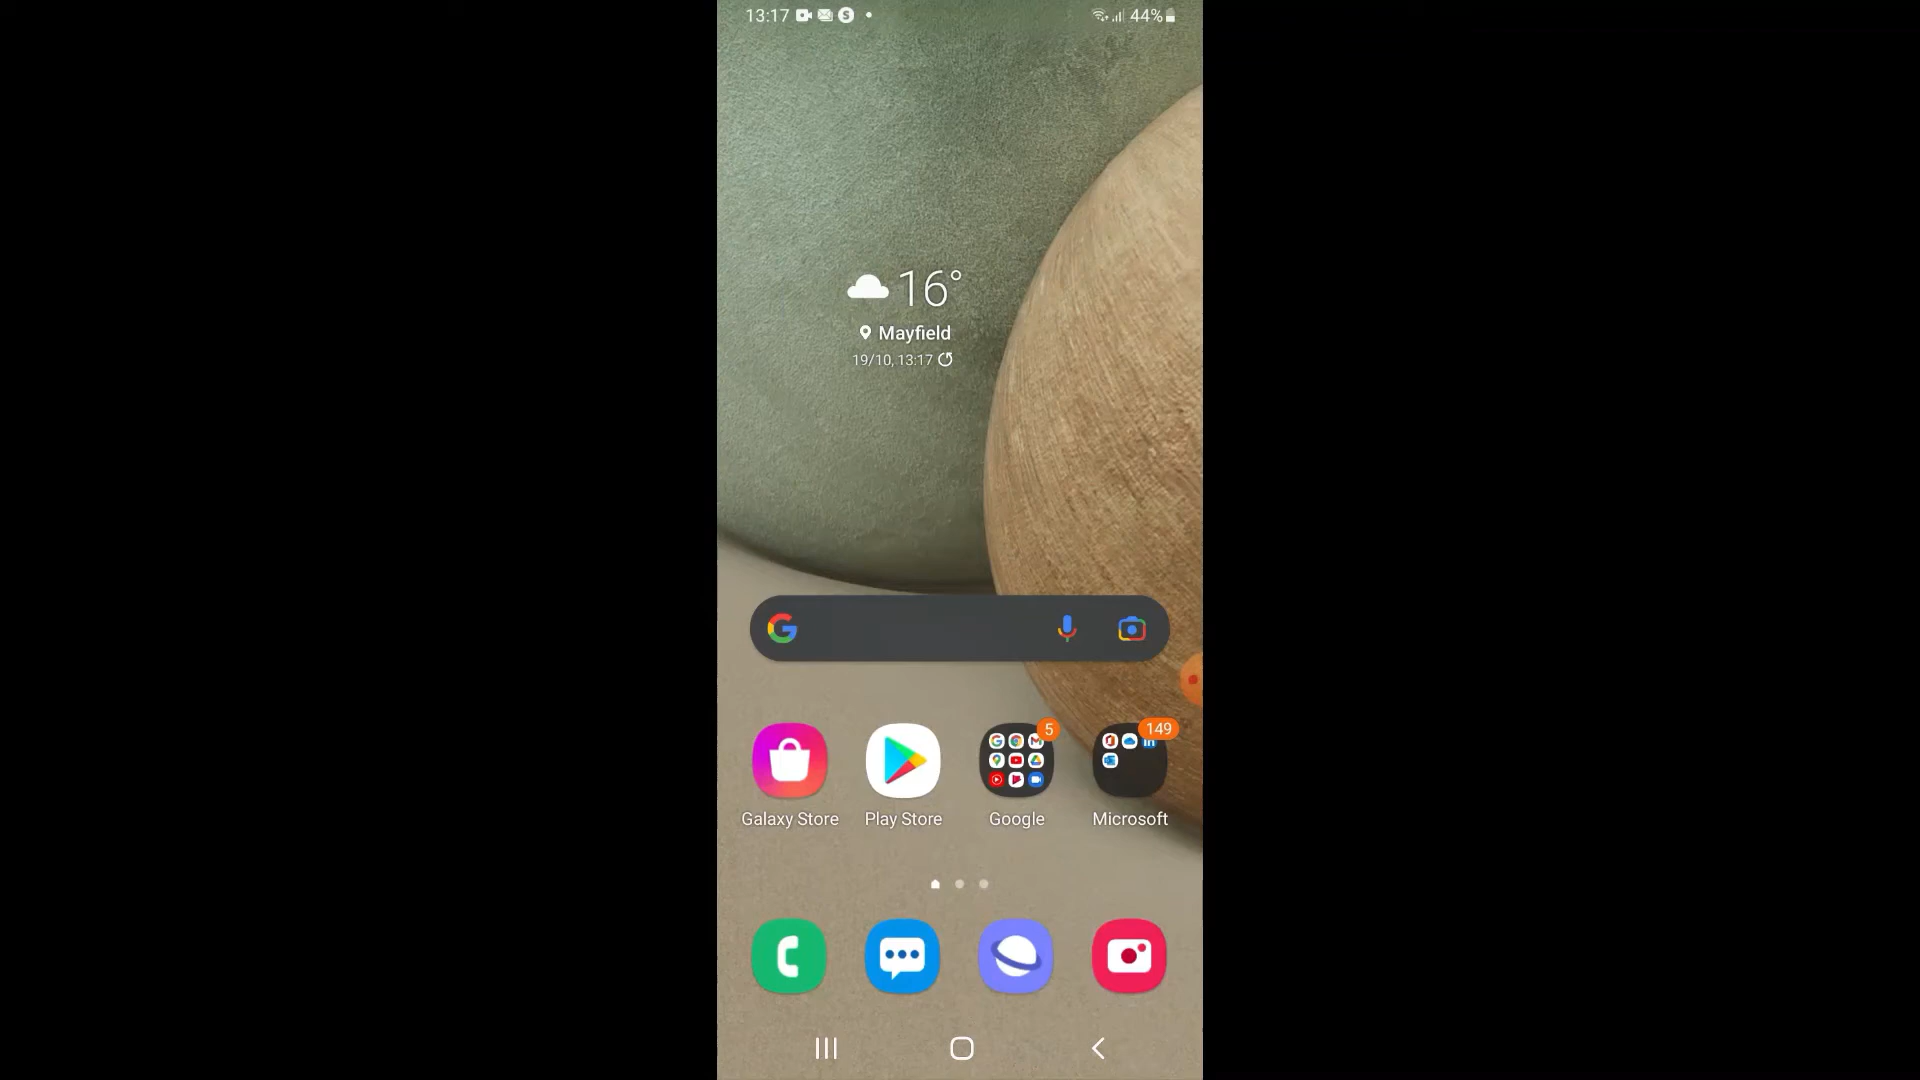 13:17
44%
16°
Mayfield
19/10, 13:17
5
149
Galaxy Store
Play Store
Google
Microsoft